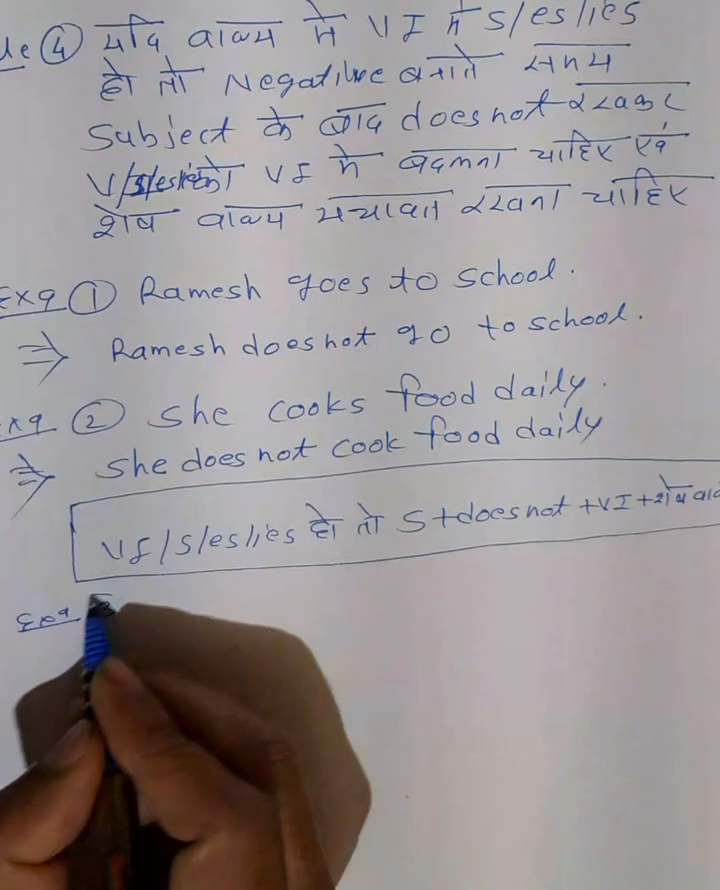 le ④ यदि वाक्य में VI में s/es/ies
हो तो Negative बनाते समय
Subject के बाद does not रखकर
V/s/es/ies को VI में बदलना चाहिए एवं
शेष वाक्य यथावत रखना चाहिए
Exa ① Ramesh goes to school.
⇒ Ramesh does not go to school.
xa ② She cooks food daily.
⇒ She does not cook food daily
VI/s/es/ies हो तो S+does not +VI+शेष वा
Exa